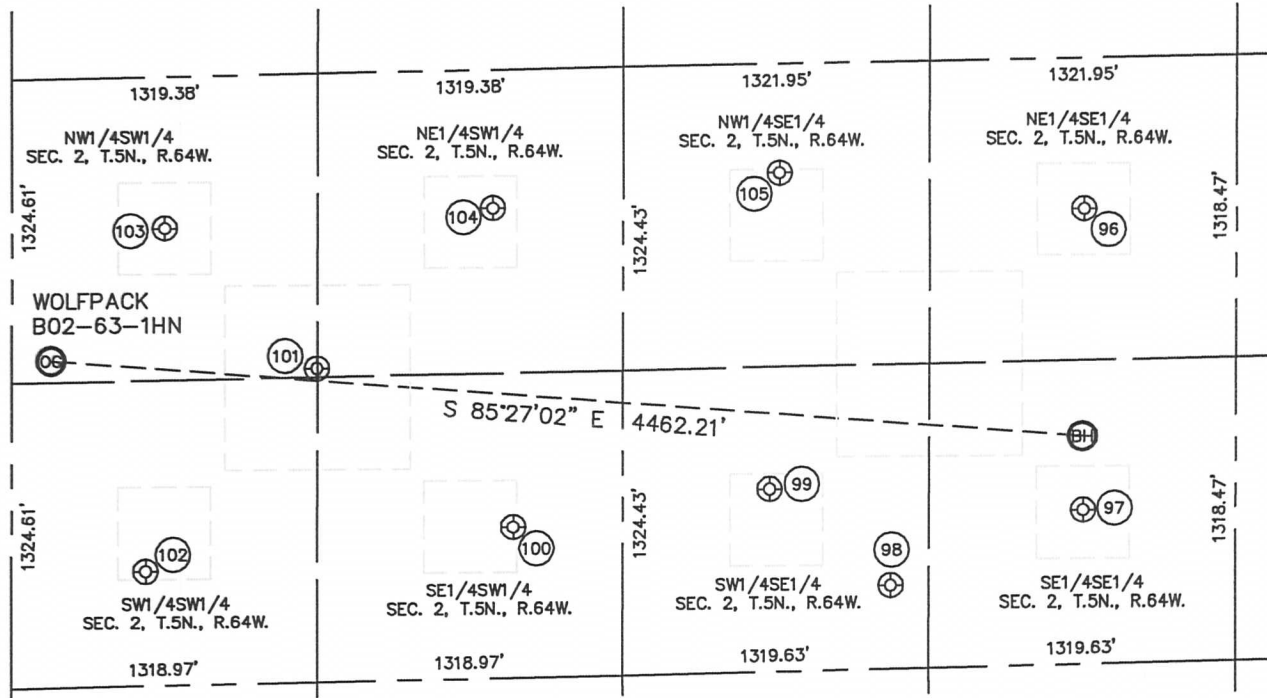 1319.38'
1319.38'
1321.95'
1321.95'
NW1/4SW1/4
SEC. 2, T.5N., R.64W.
NE1/4SW1/4
SEC. 2, T.5N., R.64W.
NW1/4SE1/4
SEC. 2, T.5N., R.64W.
NE1/4SE1/4
SEC. 2, T.5N., R.64W.
1324.61'
103
104
1324.43'
105
96
1318.47'
WOLFPACK
B02-63-1HN
OG
101
S 85°27'02" E 4462.21'
BH
1324.61'
102
100
1324.43'
99
98
97
1318.47'
SW1/4SW1/4
SEC. 2, T.5N., R.64W.
SE1/4SW1/4
SEC. 2, T.5N., R.64W.
SW1/4SE1/4
SEC. 2, T.5N., R.64W.
SE1/4SE1/4
SEC. 2, T.5N., R.64W.
1318.97'
1318.97'
1319.63'
1319.63'